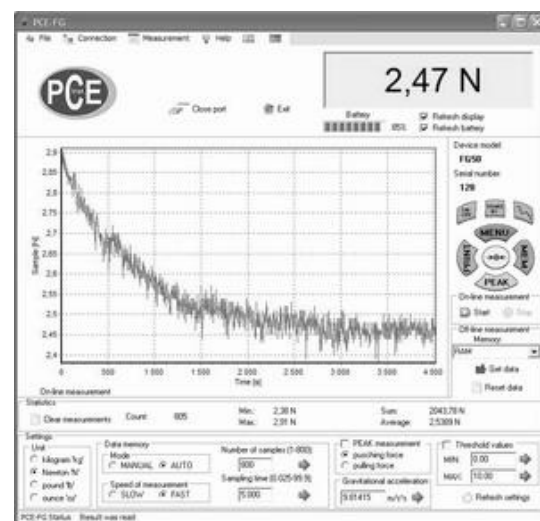 PCE-FG
File Connection Measurement Help
PCE
Close port Exit
2,47 N
Battery
85%
Refresh display
Refresh battery
Device model
FG50
Serial number
120
MENU
PRINT
MEM
PEAK
On-line measurement
Start Stop
Off-line measurement
Memory
RAM
Get data
Reset data
Sample [N]
2,9
2,85
2,8
2,75
2,7
2,65
2,6
2,55
2,5
2,45
2,4
0 500 1 000 1 500 2 000 2 500 3 000 3 500 4 000
Time [s]
On-line measurement
Statistics
Clear measurements Count: 805 Min.: 2,38 N Sum: 2043,78 N
Max.: 2,91 N Average: 2,5389 N
Settings
Unit
kilogram 'kg'
Newton 'N'
pound 'lb'
ounce 'oz'
Data memory
Mode
MANUAL AUTO
Speed of measurement
SLOW FAST
Number of samples (1-800)
800
Sampling time (0.025-99.9)
5.000
PEAK measurement
punching force
pulling force
Gravitational acceleration
9.81415 m/s²s
Threshold values
MIN: 0.00
MAX: 10.00
Refresh settings
PCE-FG Status: Result was read